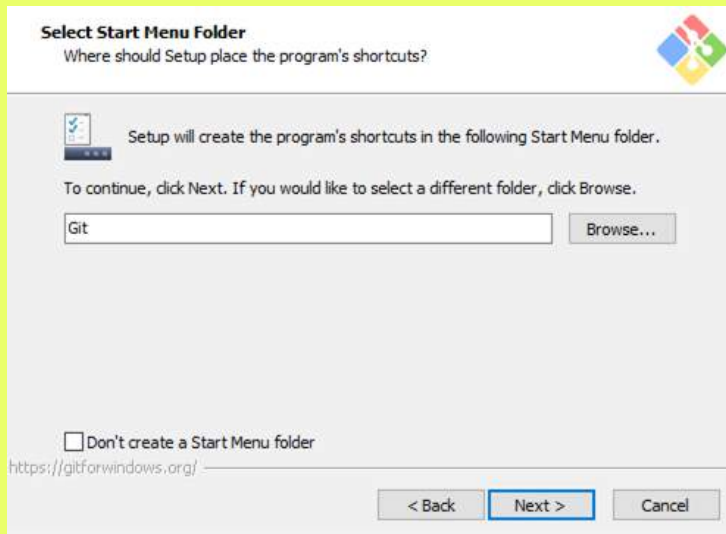 Select Start Menu Folder
Where should Setup place the program's shortcuts?
Setup will create the program's shortcuts in the following Start Menu folder.
To continue, click Next. If you would like to select a different folder, click Browse.
Git
Browse...
Don't create a Start Menu folder
https://gitforwindows.org/
< Back
Next >
Cancel